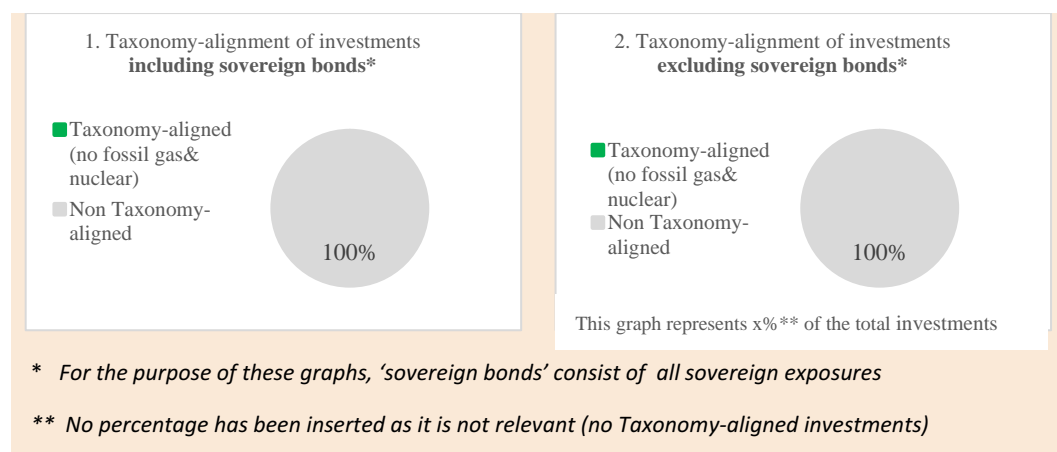 1. Taxonomy-alignment of investments
including sovereign bonds*
Taxonomy-aligned
(no fossil gas&
nuclear)
Non Taxonomy-
aligned
100%
2. Taxonomy-alignment of investments
excluding sovereign bonds*
Taxonomy-aligned
(no fossil gas&
nuclear)
Non Taxonomy-
aligned
100%
This graph represents x%** of the total investments
* For the purpose of these graphs, ‘sovereign bonds’ consist of all sovereign exposures
** No percentage has been inserted as it is not relevant (no Taxonomy-aligned investments)